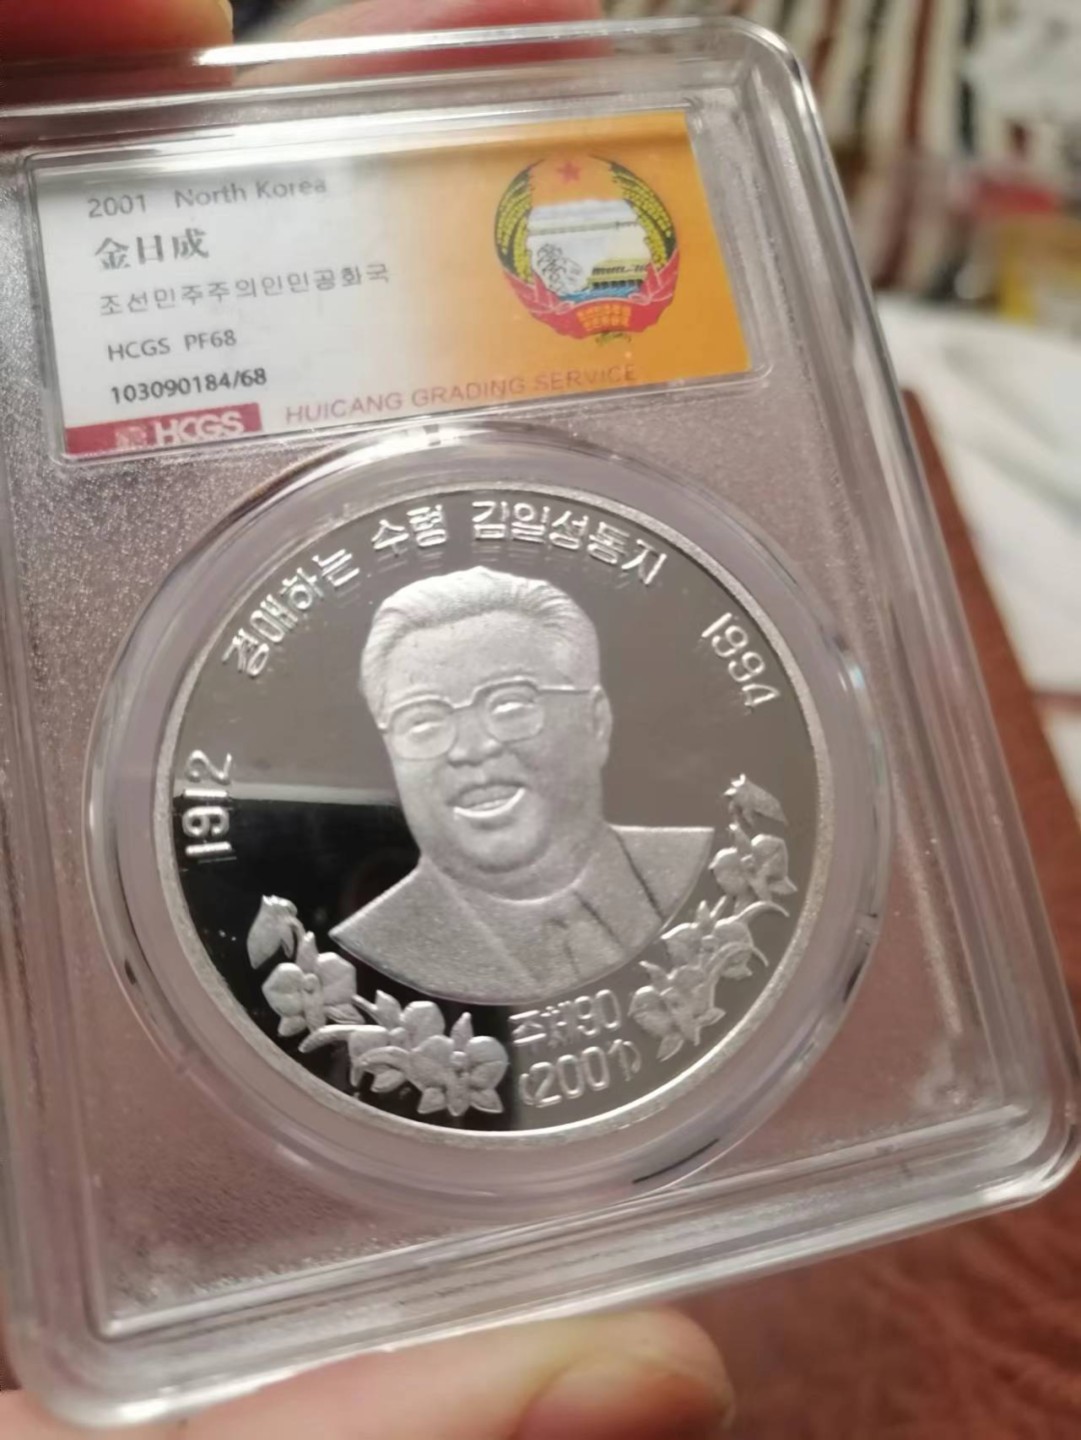 2001 North Korea
金日成
조선민주주의인민공화국
HCGS PF68
103090184/68
HCGS HUICANG GRADING SERVICE
경애하는 수령 김일성동지
1912
1994
주체90
(2001)